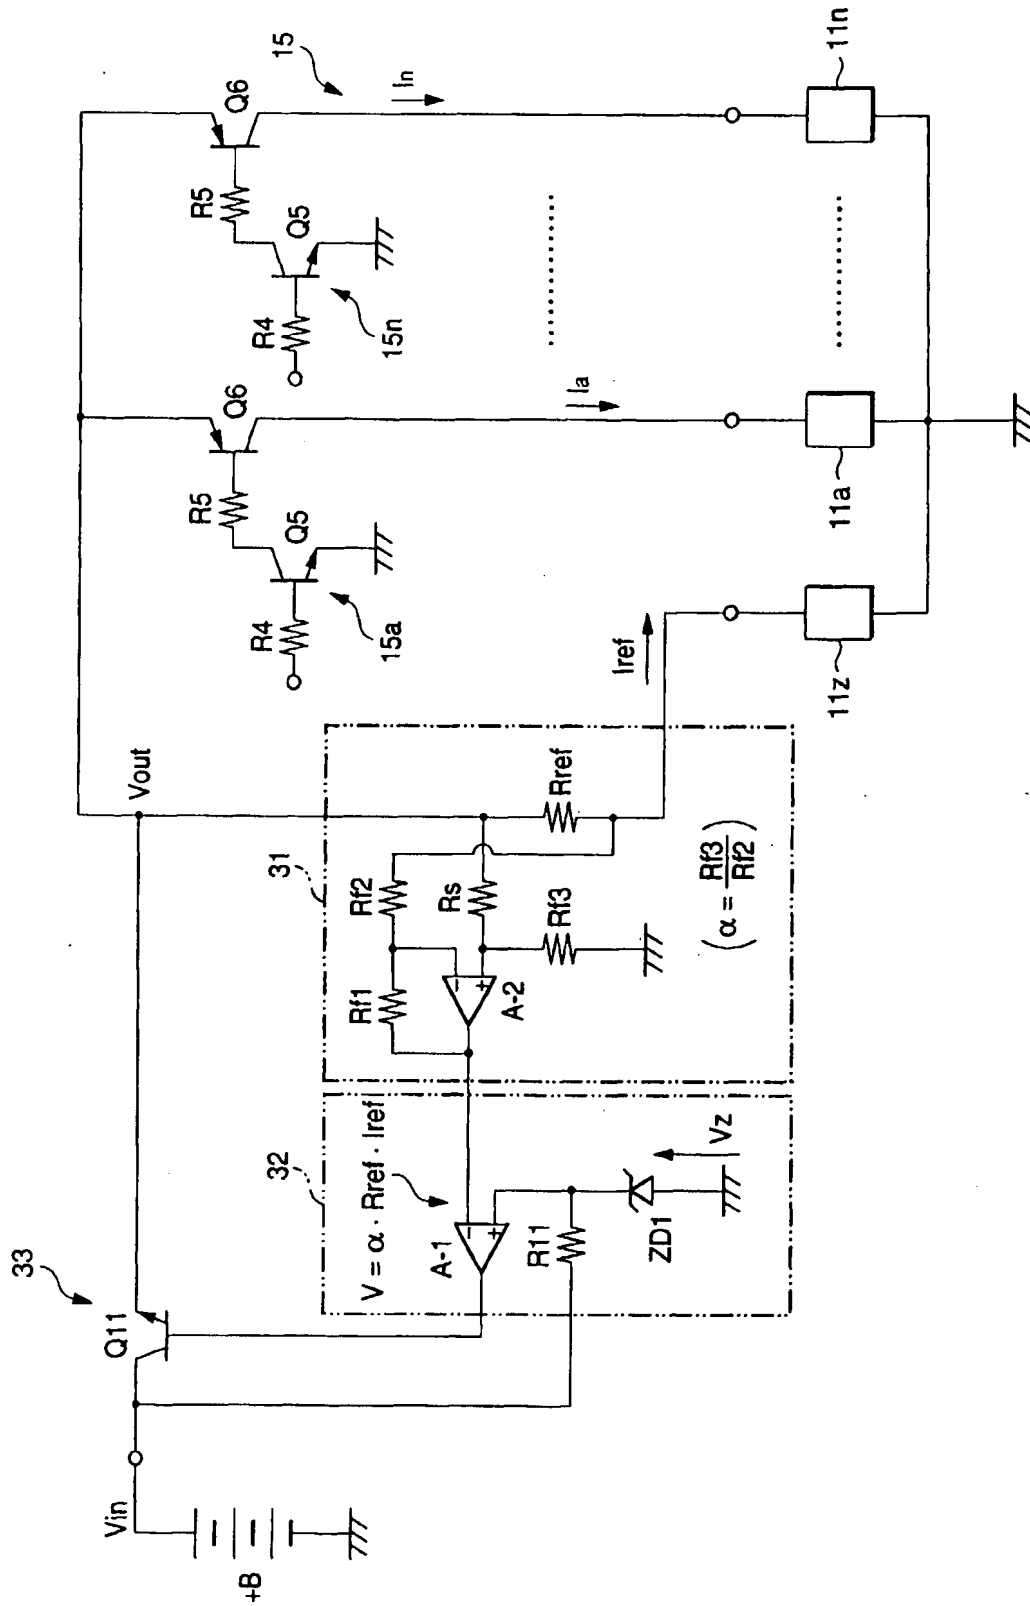 33
Vin
+B
Q11
32
V = α · Rref · Iref
A-1
R11
ZD1
Vz
31
Rf1
Rf2
Rs
A-2
Rf3
Rref
(α = Rf3/Rf2)
Vout
Iref
11z
R4
R5
Q5
Q6
15a
Ia
11a
R4
R5
Q5
Q6
15n
15
In
11n